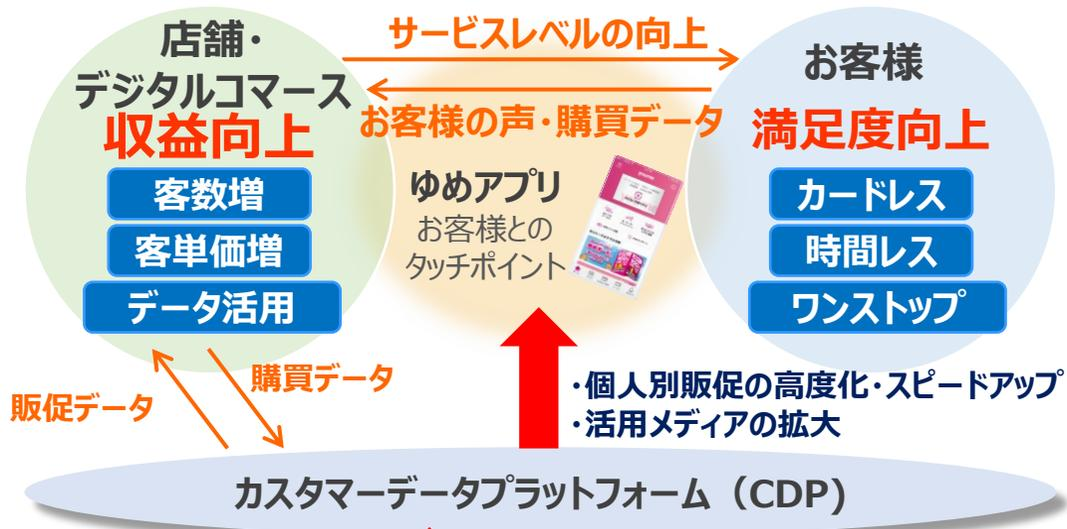 店舗・
デジタルコマース
収益向上
客数増
客単価増
データ活用
サービスレベルの向上
お客様の声・購買データ
ゆめアプリ
お客様との
タッチポイント
お客様
満足度向上
カードレス
時間レス
ワンストップ
販促データ
購買データ
・個人別販促の高度化・スピードアップ
・活用メディアの拡大
カスタマーデータプラットフォーム（CDP)